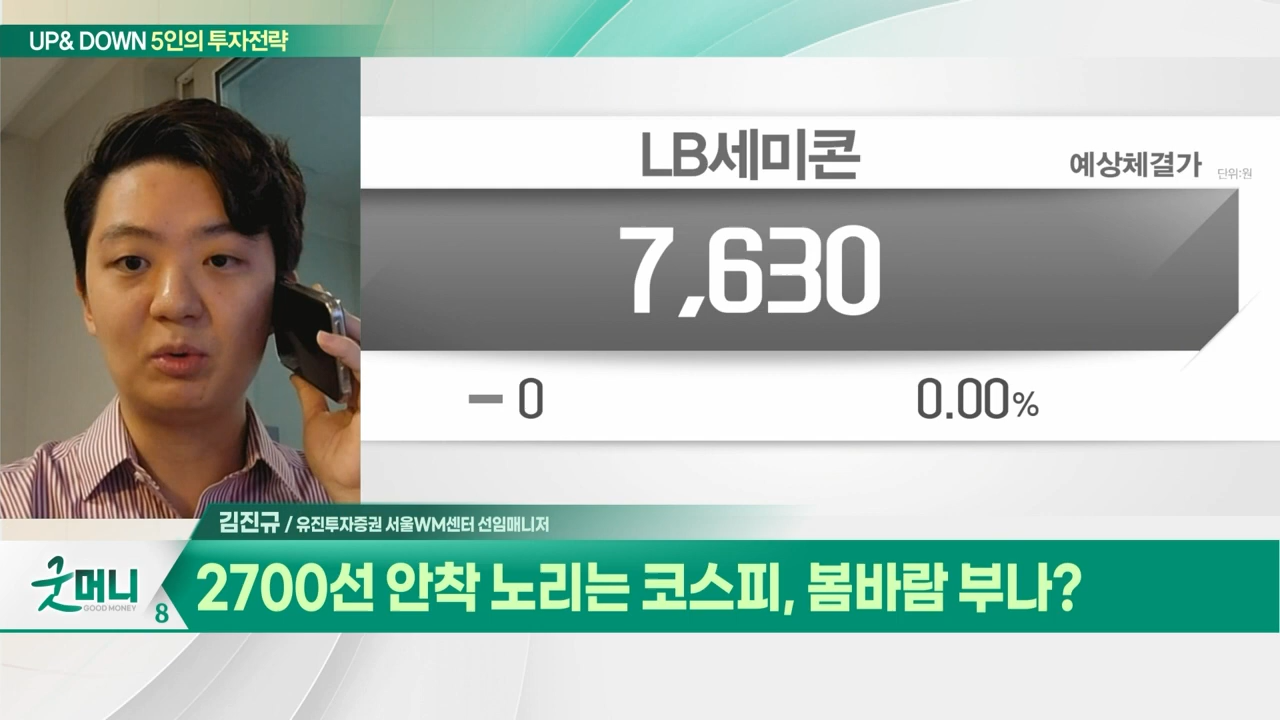 UP& DOWN 5인의 투자전략
LB세미콘
예상체결가 단위:원
7,630
0 0.00%
김진규 / 유진투자증권 서울WM센터 선임매니저
굿머니
GOOD MONEY
8
2700선 안착 노리는 코스피, 봄바람 부나?